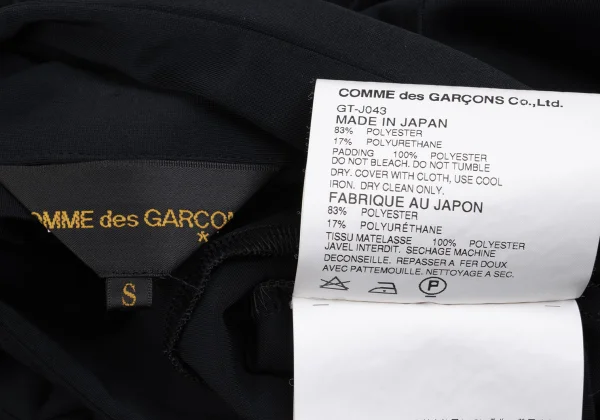 COMME des GARÇONS Co.,Ltd.
GT-J043
MADE IN JAPAN
83% POLYESTER
17% POLYURETHANE
PADDING 100% POLYESTER
DO NOT BLEACH. DO NOT TUMBLE
DRY. COVER WITH CLOTH, USE COOL
IRON. DRY CLEAN ONLY.
FABRIQUE AU JAPON
83% POLYESTER
17% POLYURÉTHANE
TISSU MATELASSE 100% POLYESTER
JAVEL INTERDIT. SECHAGE MACHINE
DECONSEILLE. REPASSER A FER DOUX
AVEC PATTEMOUILLE. NETTOYAGE A SEC.
P
OMME des GARÇON
*
S